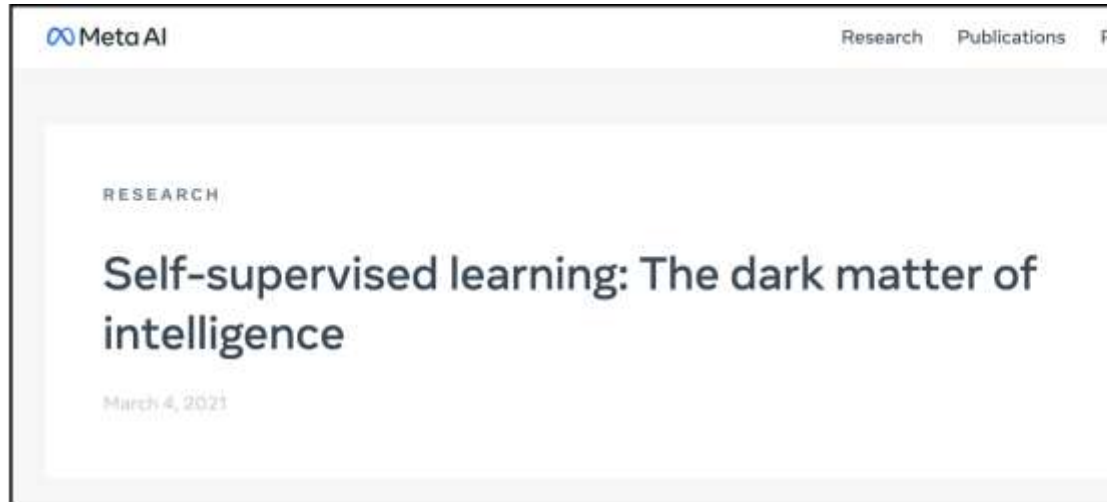 Meta AI
Research Publications
RESEARCH
Self-supervised learning: The dark matter of
intelligence
March 4, 2021